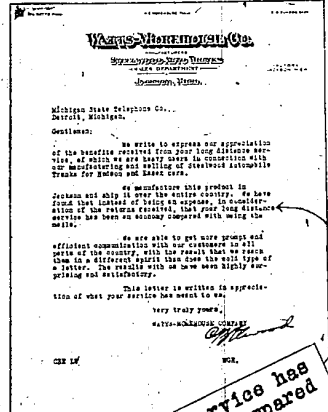 WATTS-MOREHOUSE CO.
MANUFACTURERS
SALES DEPARTMENT
Michigan State Telephone Co.,
Detroit, Michigan.
Gentlemen:
We write to express our appreciation
of the benefits received from your long distance ser-
vice, of which we are heavy users in connection with
our manufacturing and selling of Steelwood Automobile
Trunks for Hudson and Essex cars.
We manufacture this product in
Jackson and ship it over the entire country. We have
found that instead of being an expense, in consider-
ation of the returns received, that your long distance
service has been an economy compared with using the
mails.
We are able to get more prompt and
efficient communication with our customers in all
parts of the country, with the result that we reach
them in a different spirit than does the cold type of
a letter. The results with us have been highly sur-
prising and satisfactory.
This letter is written in apprecia-
tion of what your service has meant to us.
Very truly yours,
WATTS-MOREHOUSE COMPANY